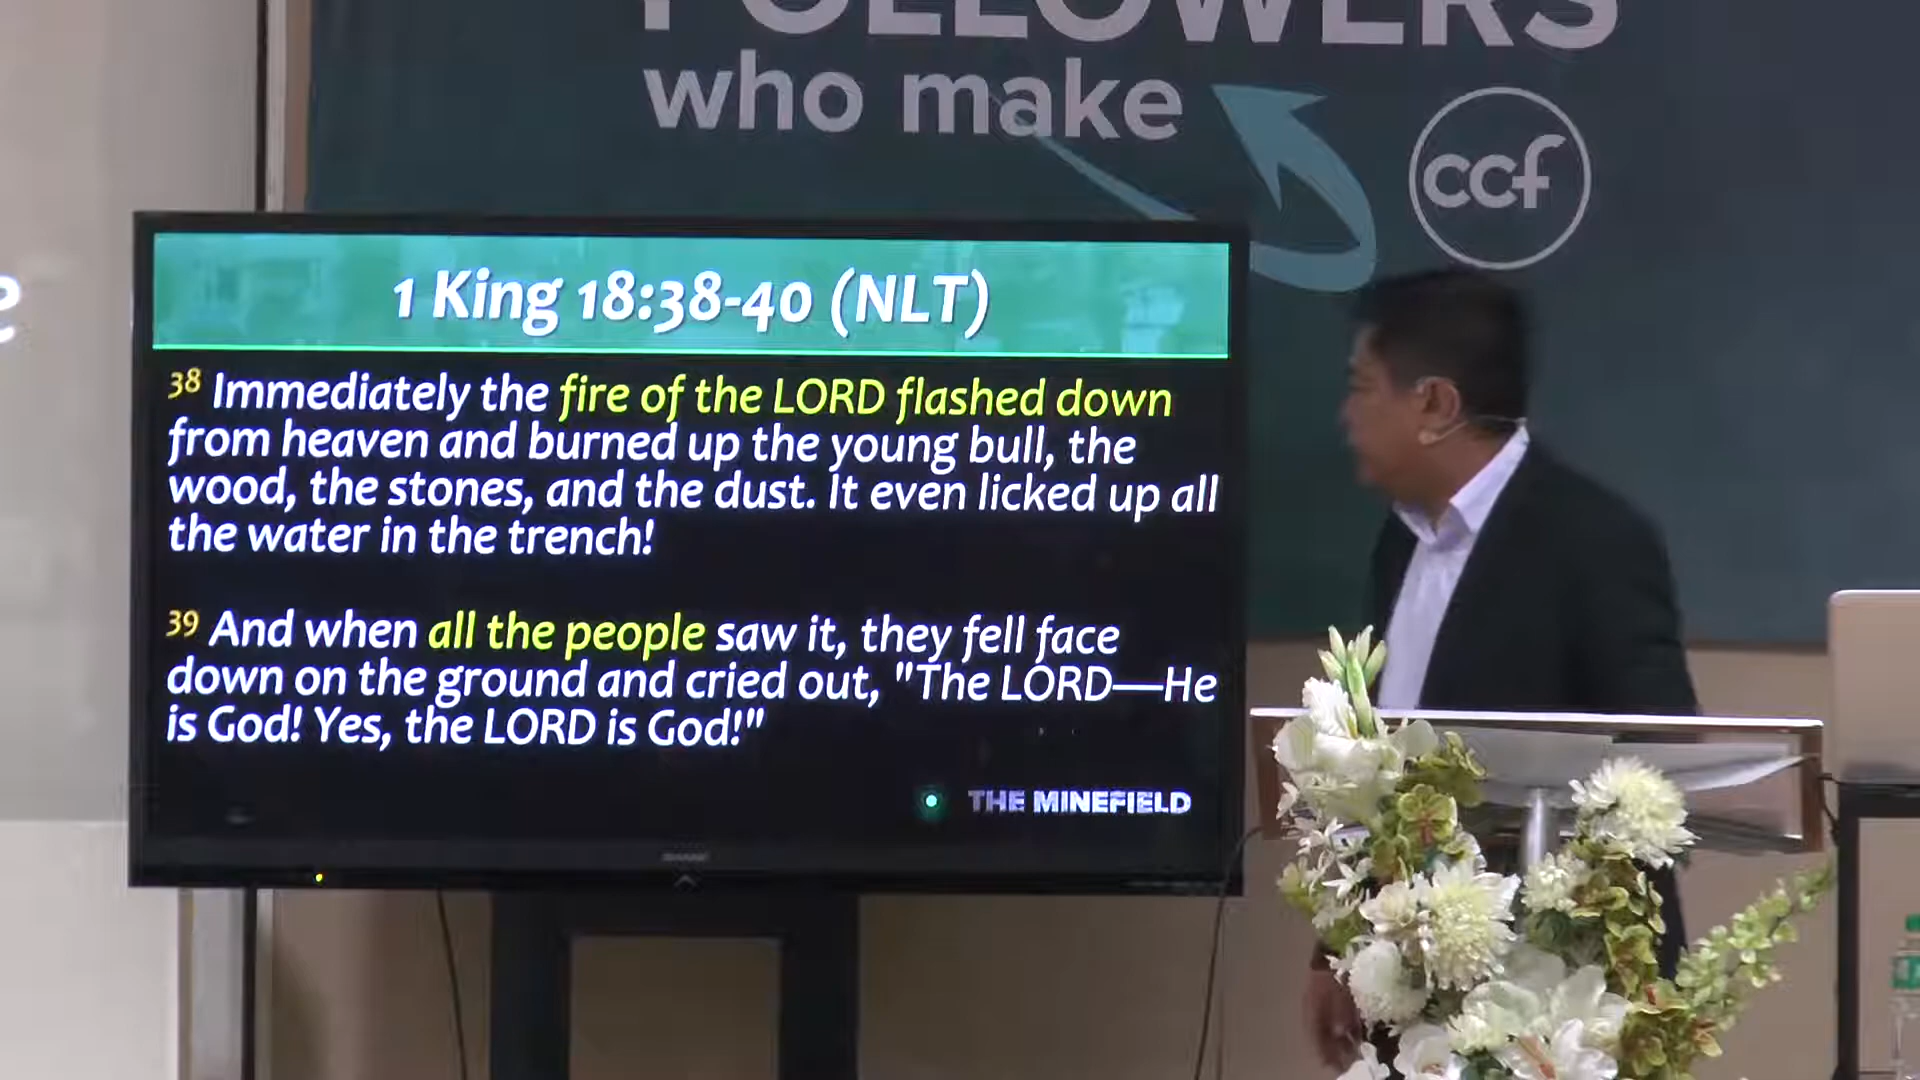 FOLLOWERS
who make
ccf
e
1 King 18:38-40 (NLT)
38 Immediately the fire of the LORD flashed down
from heaven and burned up the young bull, the
wood, the stones, and the dust. It even licked up all
the water in the trench!
39 And when all the people saw it, they fell face
down on the ground and cried out, "The LORD—He
is God! Yes, the LORD is God!"
THE MINEFIELD